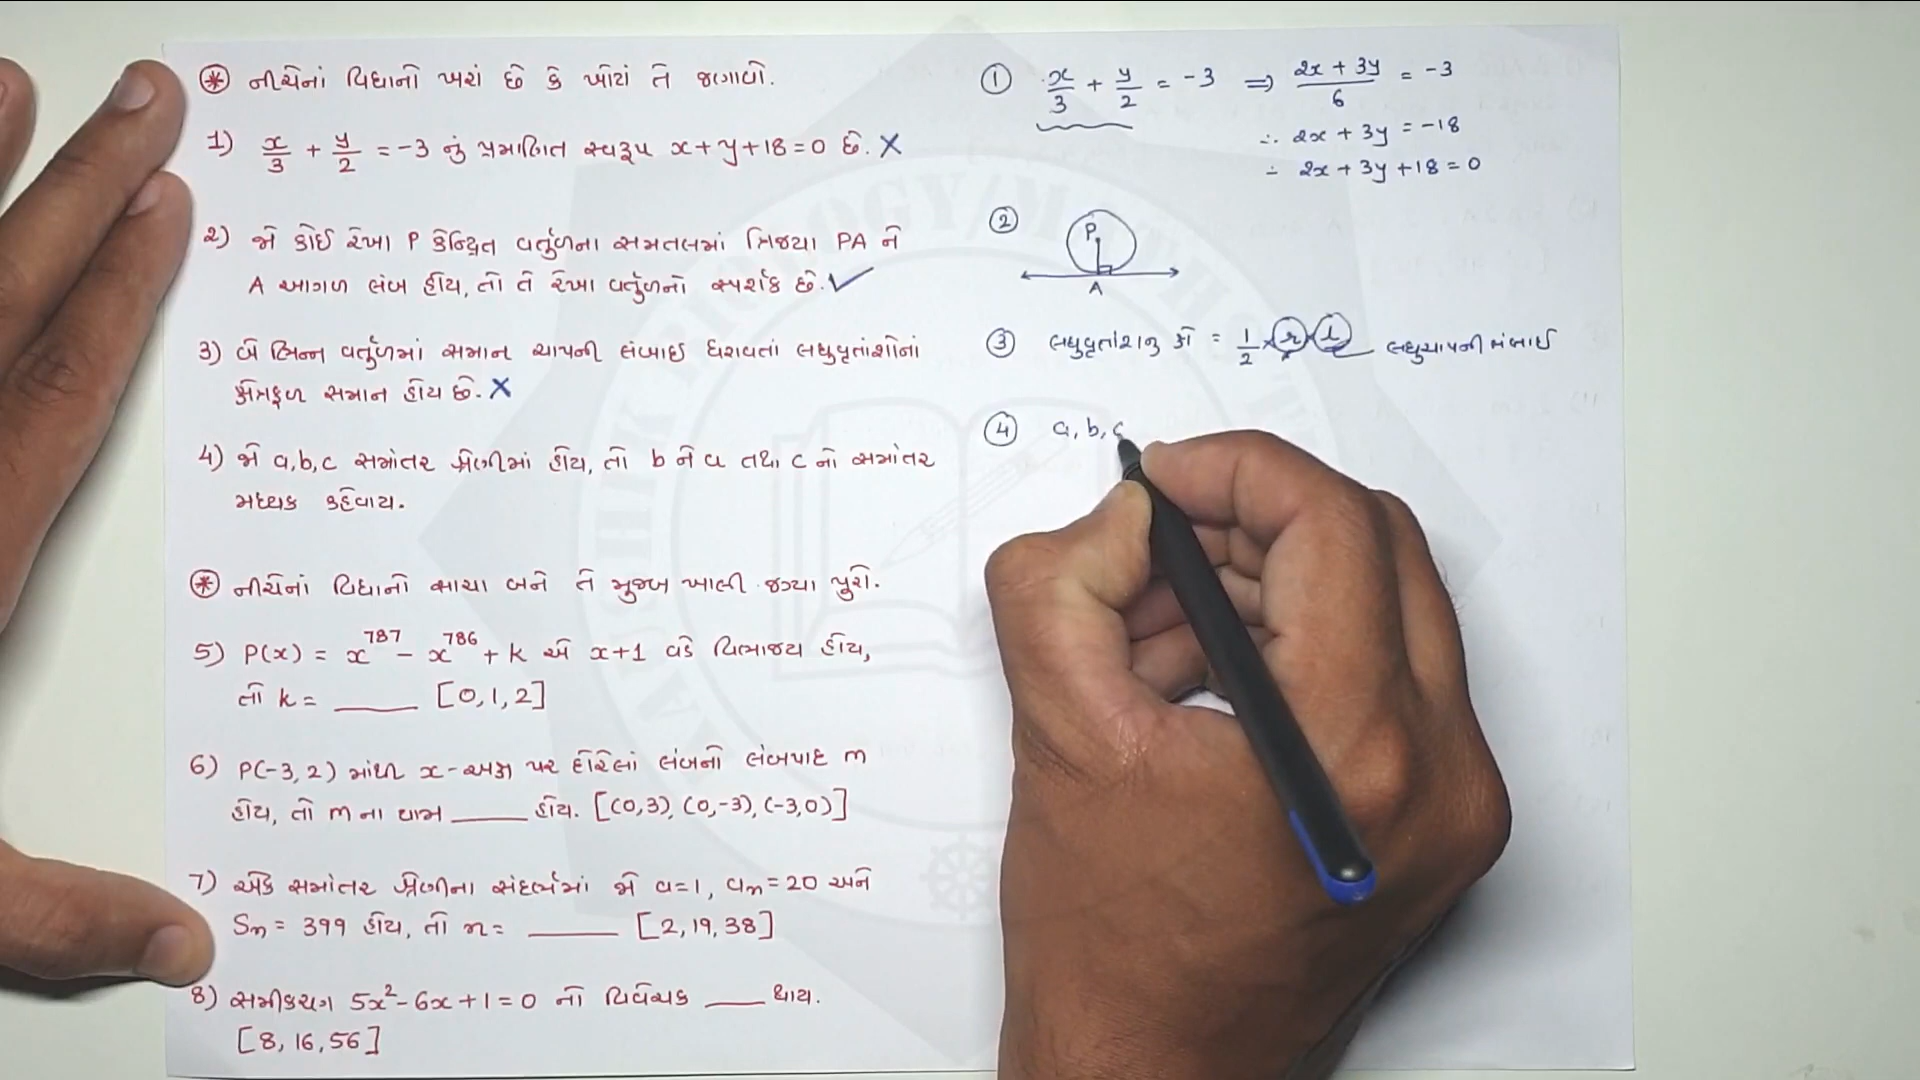 * નીચેનાં વિધાનો ખરાં છે કે ખોટાં તે જણાવો.
1) x/3 + y/2 = -3 નું પ્રમાણિત સ્વરૂપ x+y+18=0 છે. X
2) જો કોઈ રેખા P કેન્દ્રિત વર્તુળના સમતલમાં ત્રિજ્યા PA ને
A આગળ લંબ હોય, તો તે રેખા વર્તુળનો સ્પર્શક છે. ✓
3) બે ભિન્ન વર્તુળમાં સમાન ચાપની લંબાઈ ધરાવતાં લઘુવૃતાંશોનાં
ક્ષેત્રફળ સમાન હોય છે. X
4) જો a,b,c સમાંતર શ્રેણીમાં હોય, તો b ને a તથા c નો સમાંતર
મધ્યક કહેવાય.
* નીચેનાં વિધાનો સાચા બને તે મુજબ ખાલી જગ્યા પુરો.
5) P(x) = x^787 - x^786 + k એ x+1 વડે વિભાજ્ય હોય,
તો k = ____ [0,1,2]
6) P(-3,2) માંથી x-અક્ષ પર દોરેલાં લંબનો લંબપાદ m
હોય, તો m ના યામ ____ હોય. [(0,3), (0,-3), (-3,0)]
7) એક સમાંતર શ્રેણીના સંદર્ભમાં જો a=1, an=20 અને
Sn = 399 હોય, તો n = ____ [2,19,38]
8) સમીકરણ 5x²-6x+1=0 નો વિવેચક ____ થાય.
[8,16,56]
① x/3 + y/2 = -3 ⇒ (2x + 3y)/6 = -3
∴ 2x + 3y = -18
∴ 2x + 3y + 18 = 0
②
P
A
③ લઘુવૃતાંશનું ક્ષે = 1/2 × r × l લઘુચાપની લંબાઈ
④ a, b, c